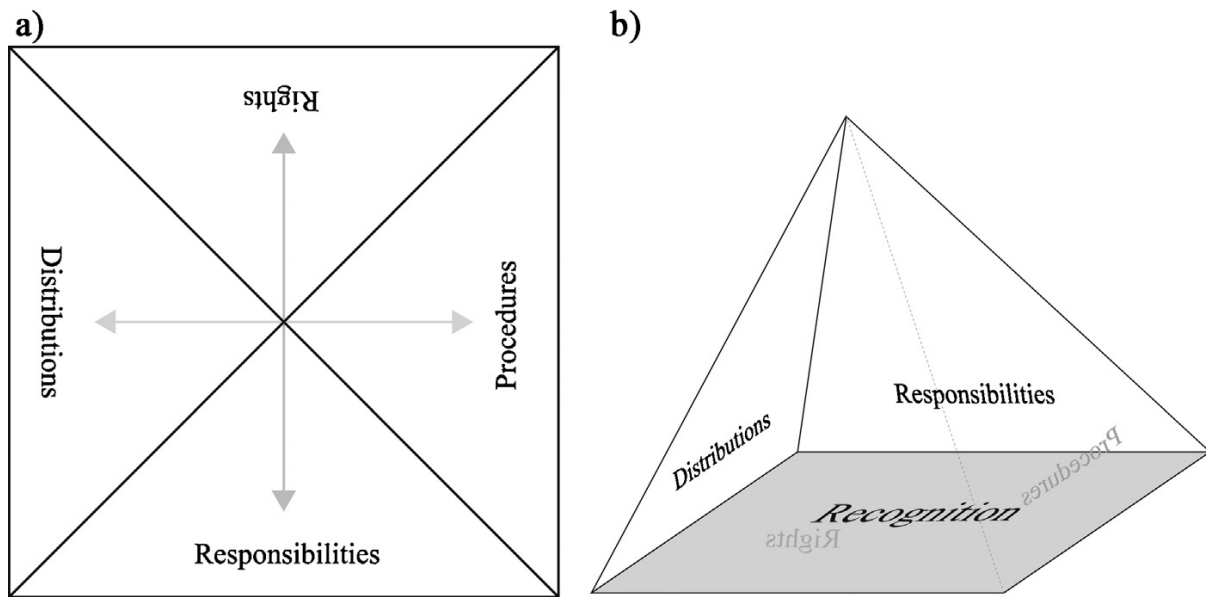 a)
Rights
Distributions
Procedures
Responsibilities
b)
Responsibilities
Distributions
Procedures
Recognition
Rights